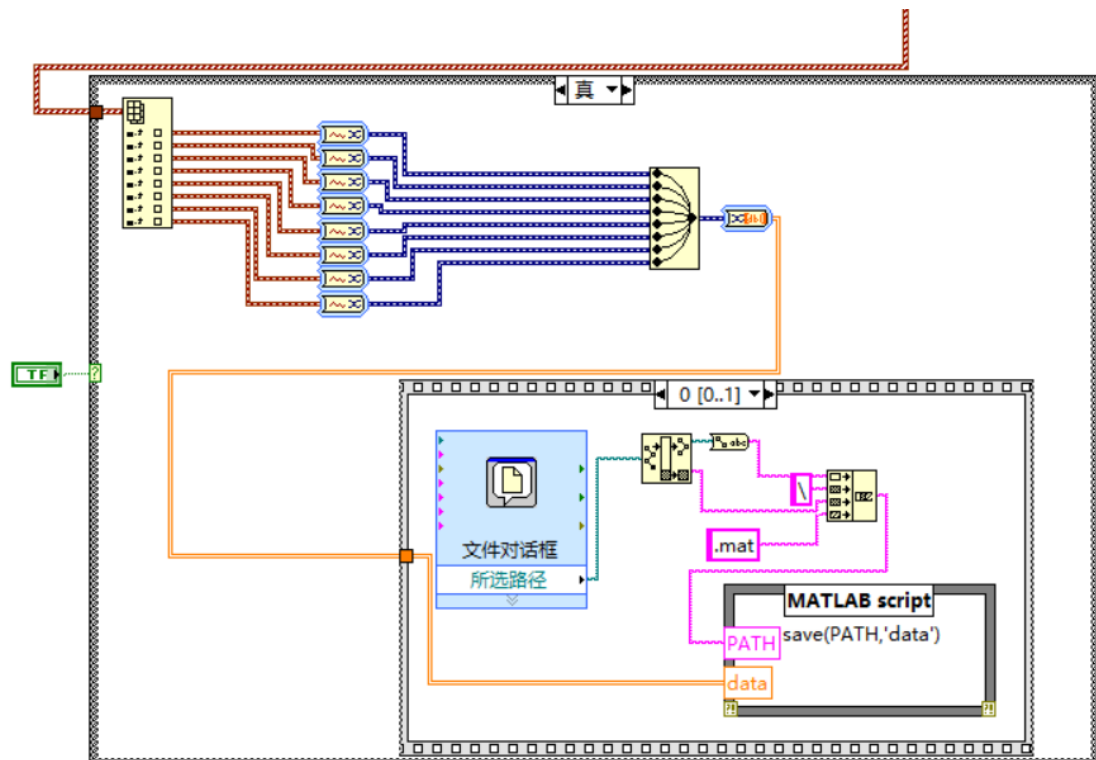 真
TF
0 [0..1]
abc
\
.mat
文件对话框
所选路径
MATLAB script
PATH
save(PATH,'data')
data